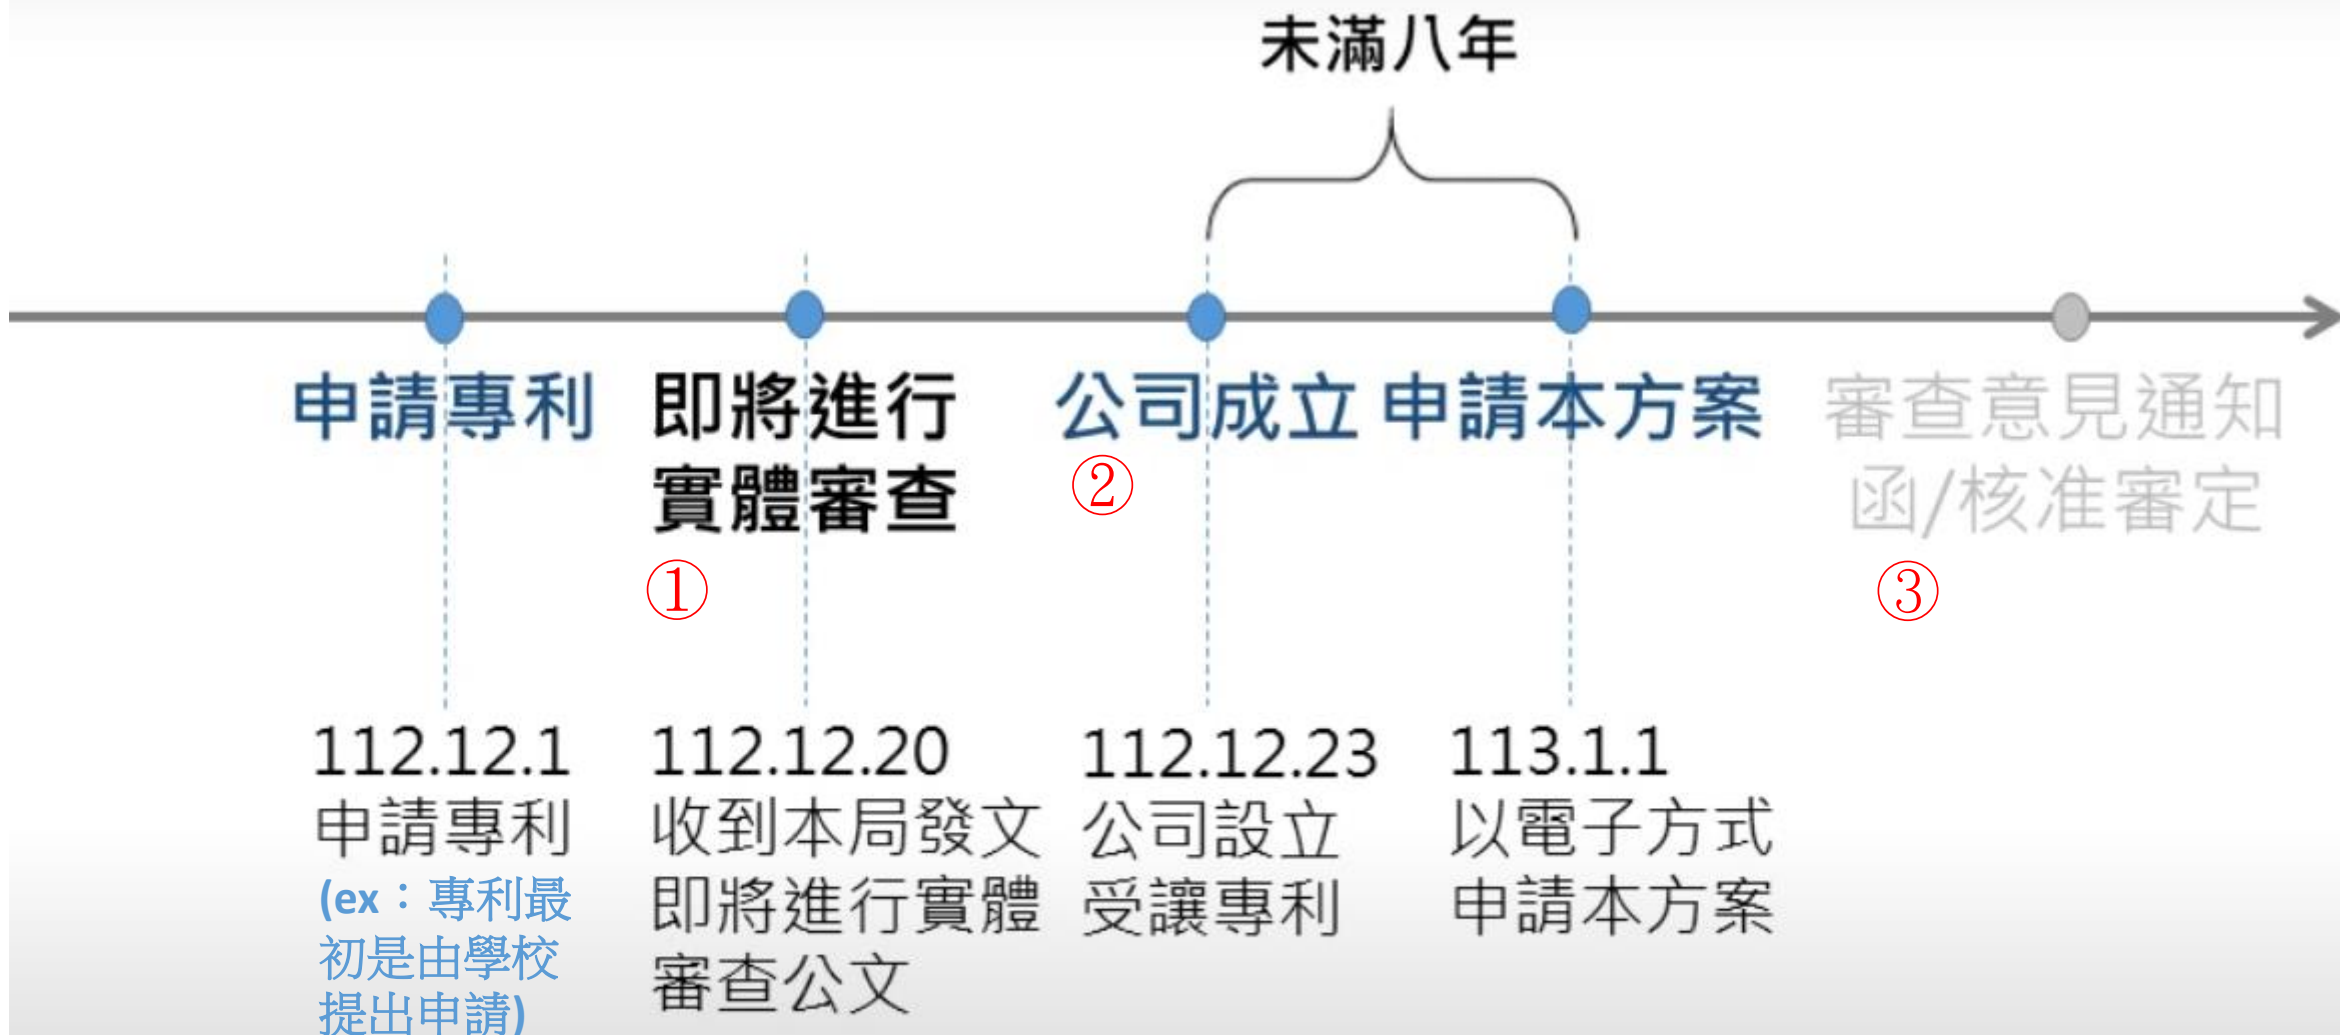 未滿八年
申請專利
即將進行
實體審查
①
公司成立
②
申請本方案
審查意見通知
函/核准審定
③
112.12.1
申請專利
(ex：專利最
初是由學校
提出申請)
112.12.20
收到本局發文
即將進行實體
審查公文
112.12.23
公司設立
受讓專利
113.1.1
以電子方式
申請本方案